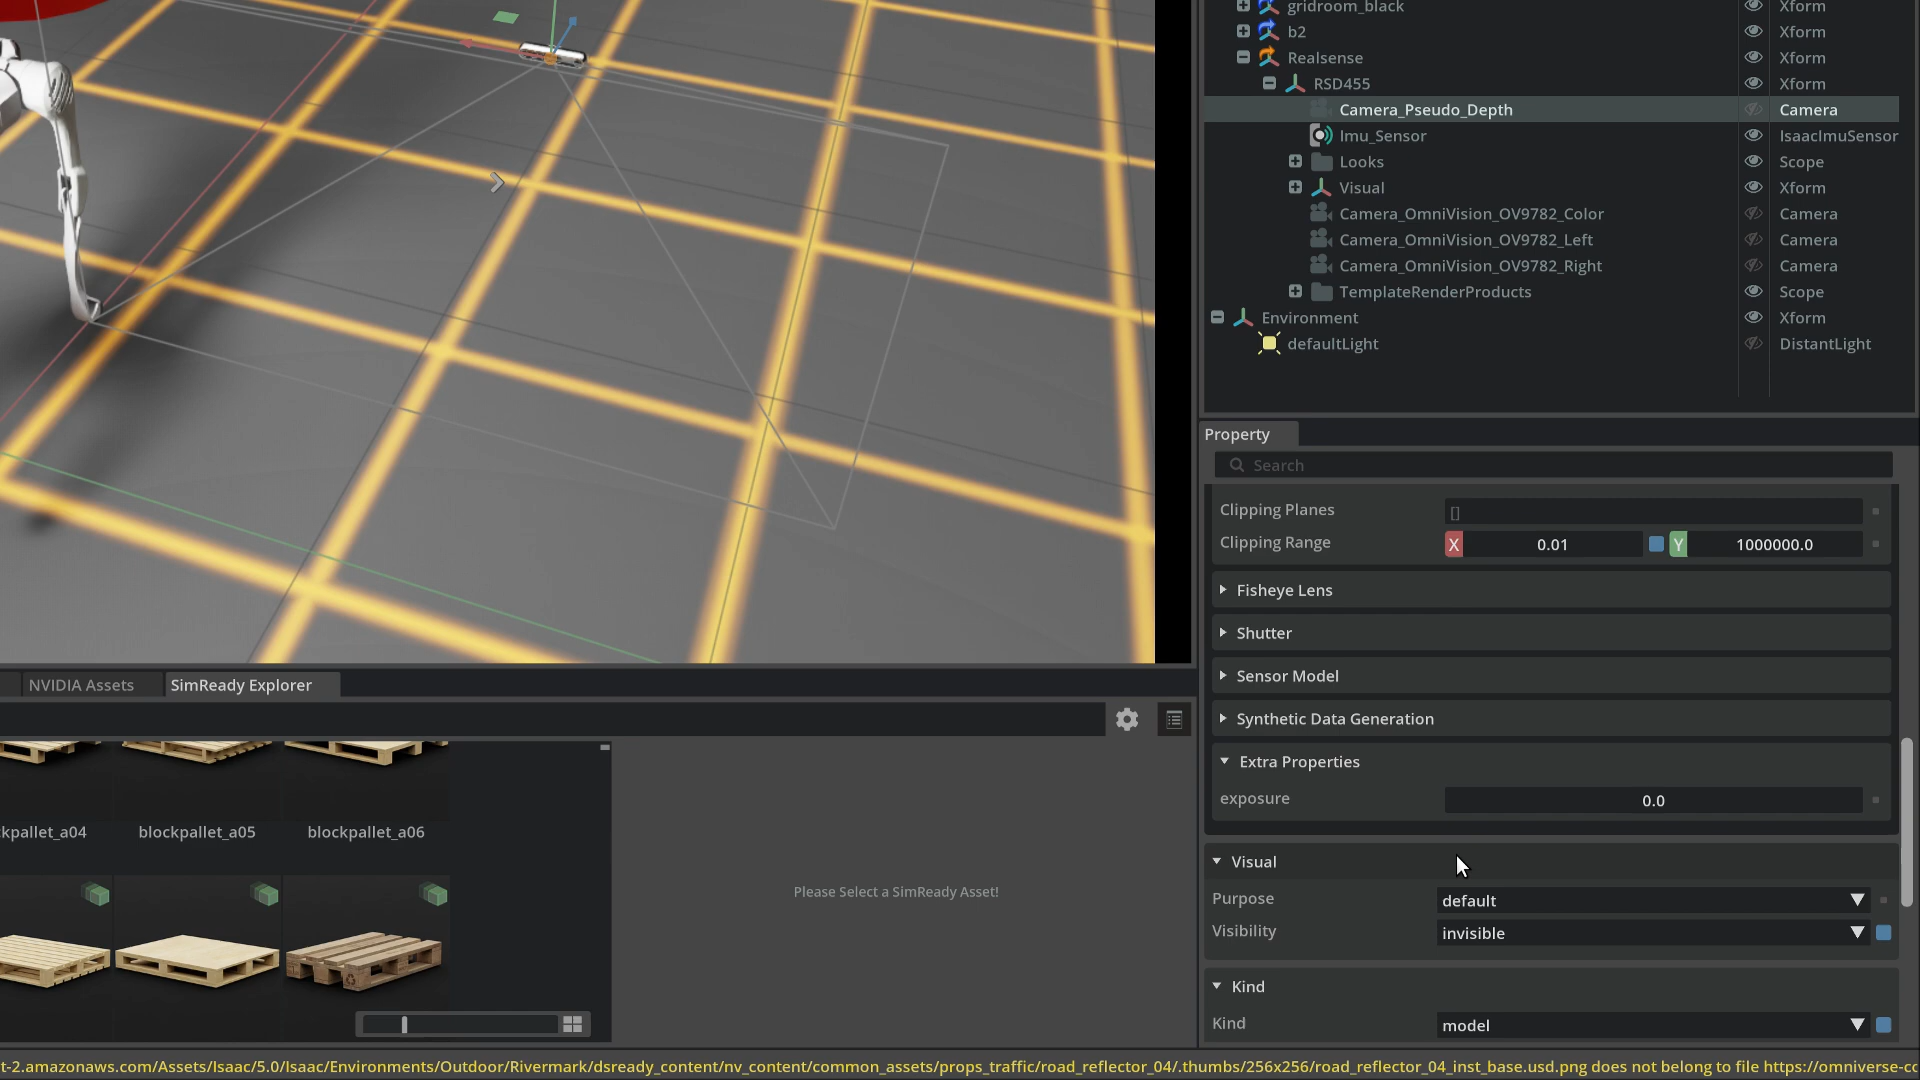 gridroom_black Xform
b2 Xform
Realsense Xform
RSD455 Xform
Camera_Pseudo_Depth Camera
Imu_Sensor IsaacImuSensor
Looks Scope
Visual Xform
Camera_OmniVision_OV9782_Color Camera
Camera_OmniVision_OV9782_Left Camera
Camera_OmniVision_OV9782_Right Camera
TemplateRenderProducts Scope
Environment Xform
defaultLight DistantLight
Property
Search
Clipping Planes []
Clipping Range X 0.01 Y 1000000.0
Fisheye Lens
Shutter
Sensor Model
Synthetic Data Generation
Extra Properties
exposure 0.0
Visual
Purpose default
Visibility invisible
Kind
Kind model
NVIDIA Assets SimReady Explorer
kpallet_a04 blockpallet_a05 blockpallet_a06
Please Select a SimReady Asset!
t-2.amazonaws.com/Assets/Isaac/5.0/Isaac/Environments/Outdoor/Rivermark/dsready_content/nv_content/common_assets/props_traffic/road_reflector_04/.thumbs/256x256/road_reflector_04_inst_base.usd.png does not belong to file https://omniverse-co